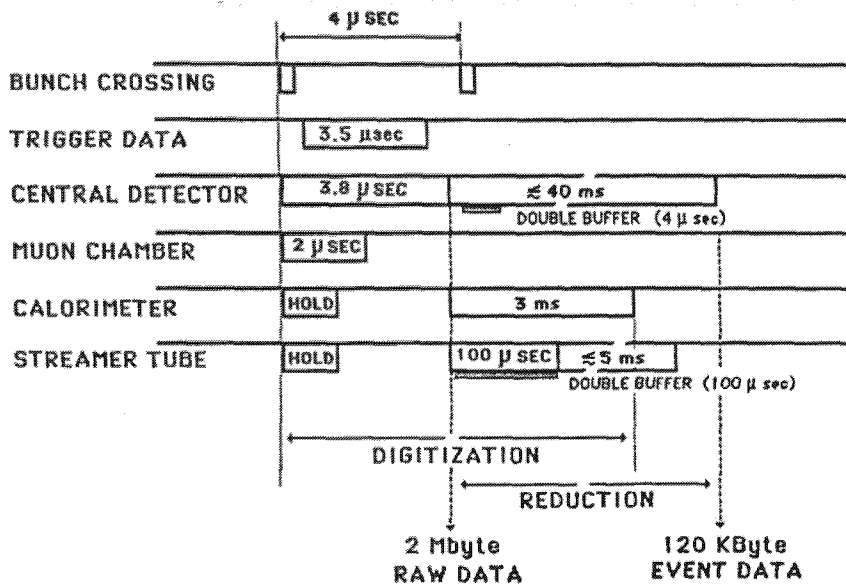 4 µ SEC
BUNCH CROSSING
TRIGGER DATA
3.5 µsec
CENTRAL DETECTOR
3.8 µ SEC
≲ 40 ms
DOUBLE BUFFER (4 µ sec)
MUON CHAMBER
2 µ SEC
CALORIMETER
HOLD
3 ms
STREAMER TUBE
HOLD
100 µ SEC
≲ 5 ms
DOUBLE BUFFER (100 µ sec)
DIGITIZATION
REDUCTION
2 Mbyte
RAW DATA
120 KByte
EVENT DATA